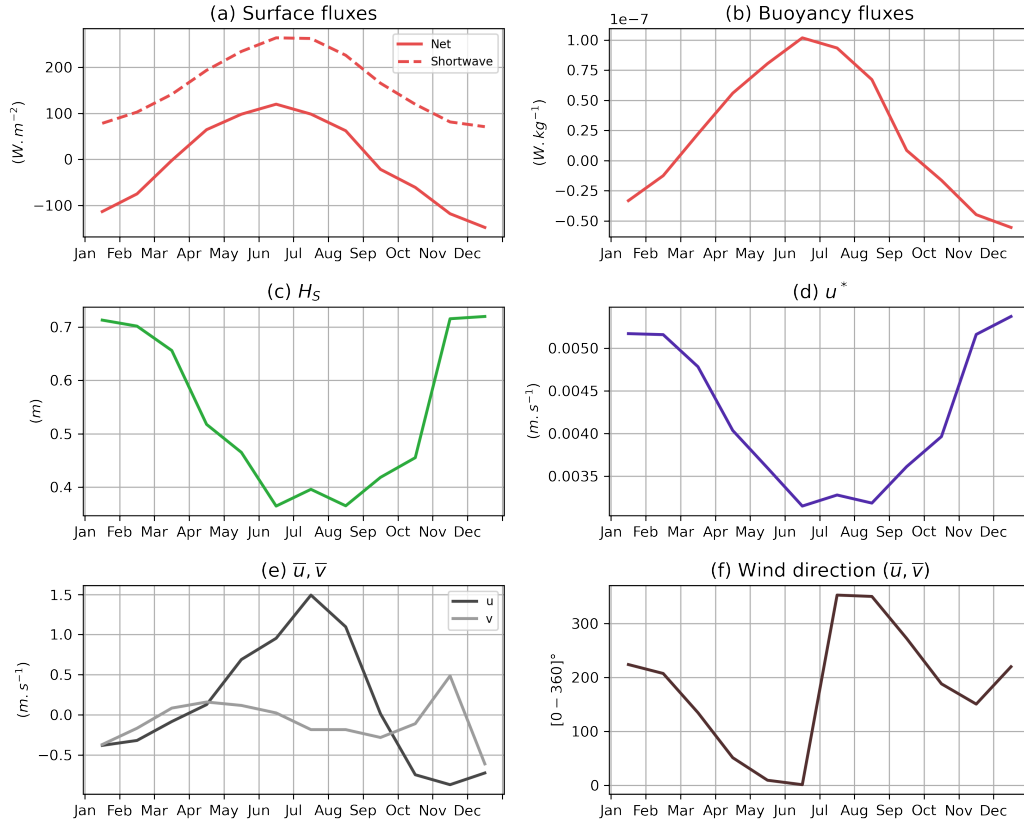 (a) Surface fluxes
(W.m⁻²)
200
100
0
−100
Net
Shortwave
Jan Feb Mar Apr May Jun Jul Aug Sep Oct Nov Dec
(b) Buoyancy fluxes
1e−7
(W.kg⁻¹)
1.00
0.75
0.50
0.25
0.00
−0.25
−0.50
Jan Feb Mar Apr May Jun Jul Aug Sep Oct Nov Dec
(c) H_S
(m)
0.7
0.6
0.5
0.4
Jan Feb Mar Apr May Jun Jul Aug Sep Oct Nov Dec
(d) u*
(m.s⁻¹)
0.0050
0.0045
0.0040
0.0035
Jan Feb Mar Apr May Jun Jul Aug Sep Oct Nov Dec
(e) u̅, v̅
(m.s⁻¹)
1.5
1.0
0.5
0.0
−0.5
u
v
Jan Feb Mar Apr May Jun Jul Aug Sep Oct Nov Dec
(f) Wind direction (u̅, v̅)
[0 − 360]°
300
200
100
0
Jan Feb Mar Apr May Jun Jul Aug Sep Oct Nov Dec